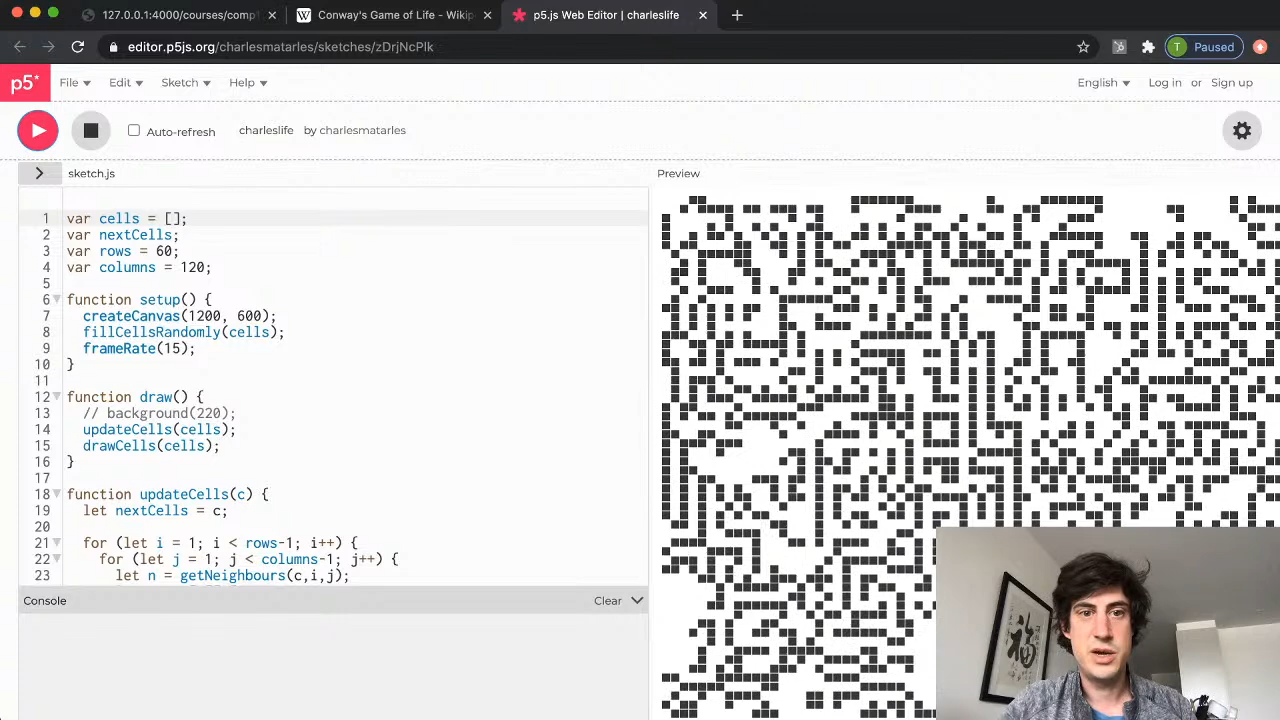 127.0.0.1:4000/courses/comp1
Conway's Game of Life - Wikip
p5.js Web Editor | charleslife
editor.p5js.org/charlesmatarles/sketches/zDrjNcPlk
T Paused
p5* File Edit Sketch Help English Log in or Sign up
Auto-refresh charleslife by charlesmatarles
sketch.js
Preview
1 var cells = [];
2 var nextCells;
3 var rows = 60;
4 var columns = 120;
5
6 function setup() {
7 createCanvas(1200, 600);
8 fillCellsRandomly(cells);
9 frameRate(15);
10 }
11
12 function draw() {
13 // background(220);
14 updateCells(cells);
15 drawCells(cells);
16 }
17
18 function updateCells(c) {
19 let nextCells = c;
20
21 for (let i = 1; i < rows-1; i++) {
22 for (let j = 1; j < columns-1; j++) {
23 let n = getNeighbours(c,i,j);
Console Clear
福